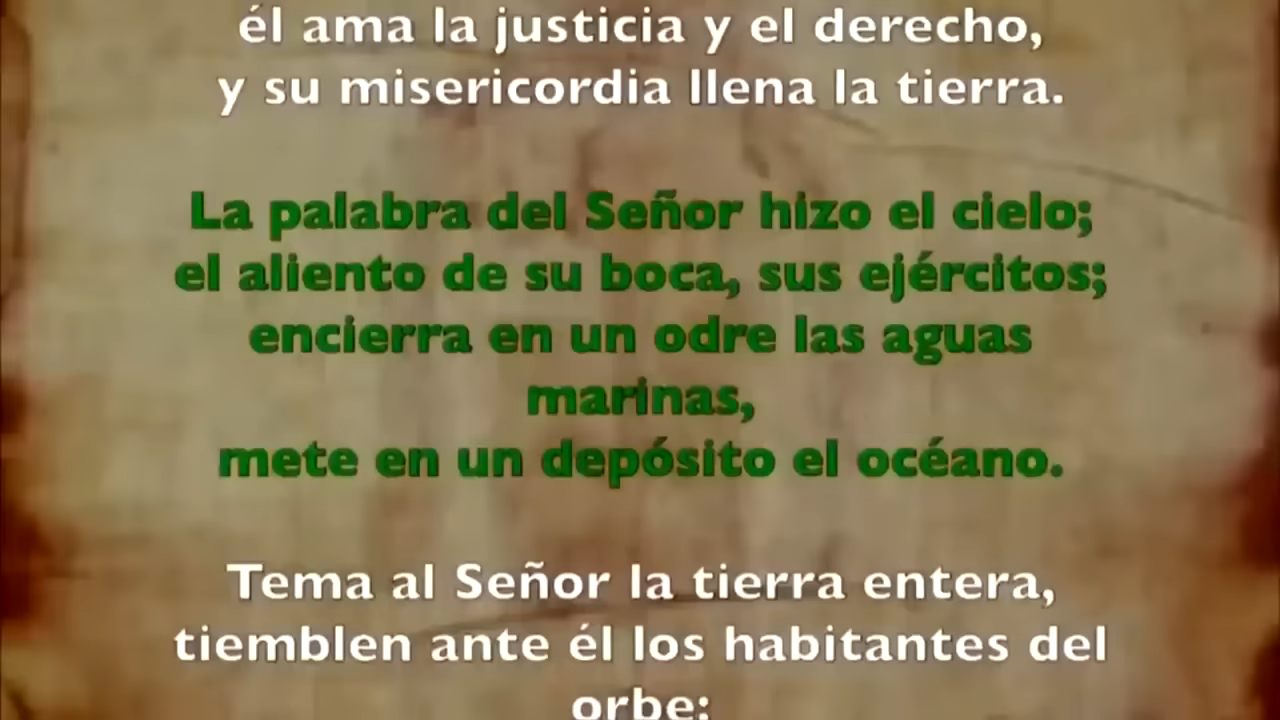 él ama la justicia y el derecho,
y su misericordia llena la tierra.
La palabra del Señor hizo el cielo;
el aliento de su boca, sus ejércitos;
encierra en un odre las aguas
marinas,
mete en un depósito el océano.
Tema al Señor la tierra entera,
tiemblen ante él los habitantes del
orbe: